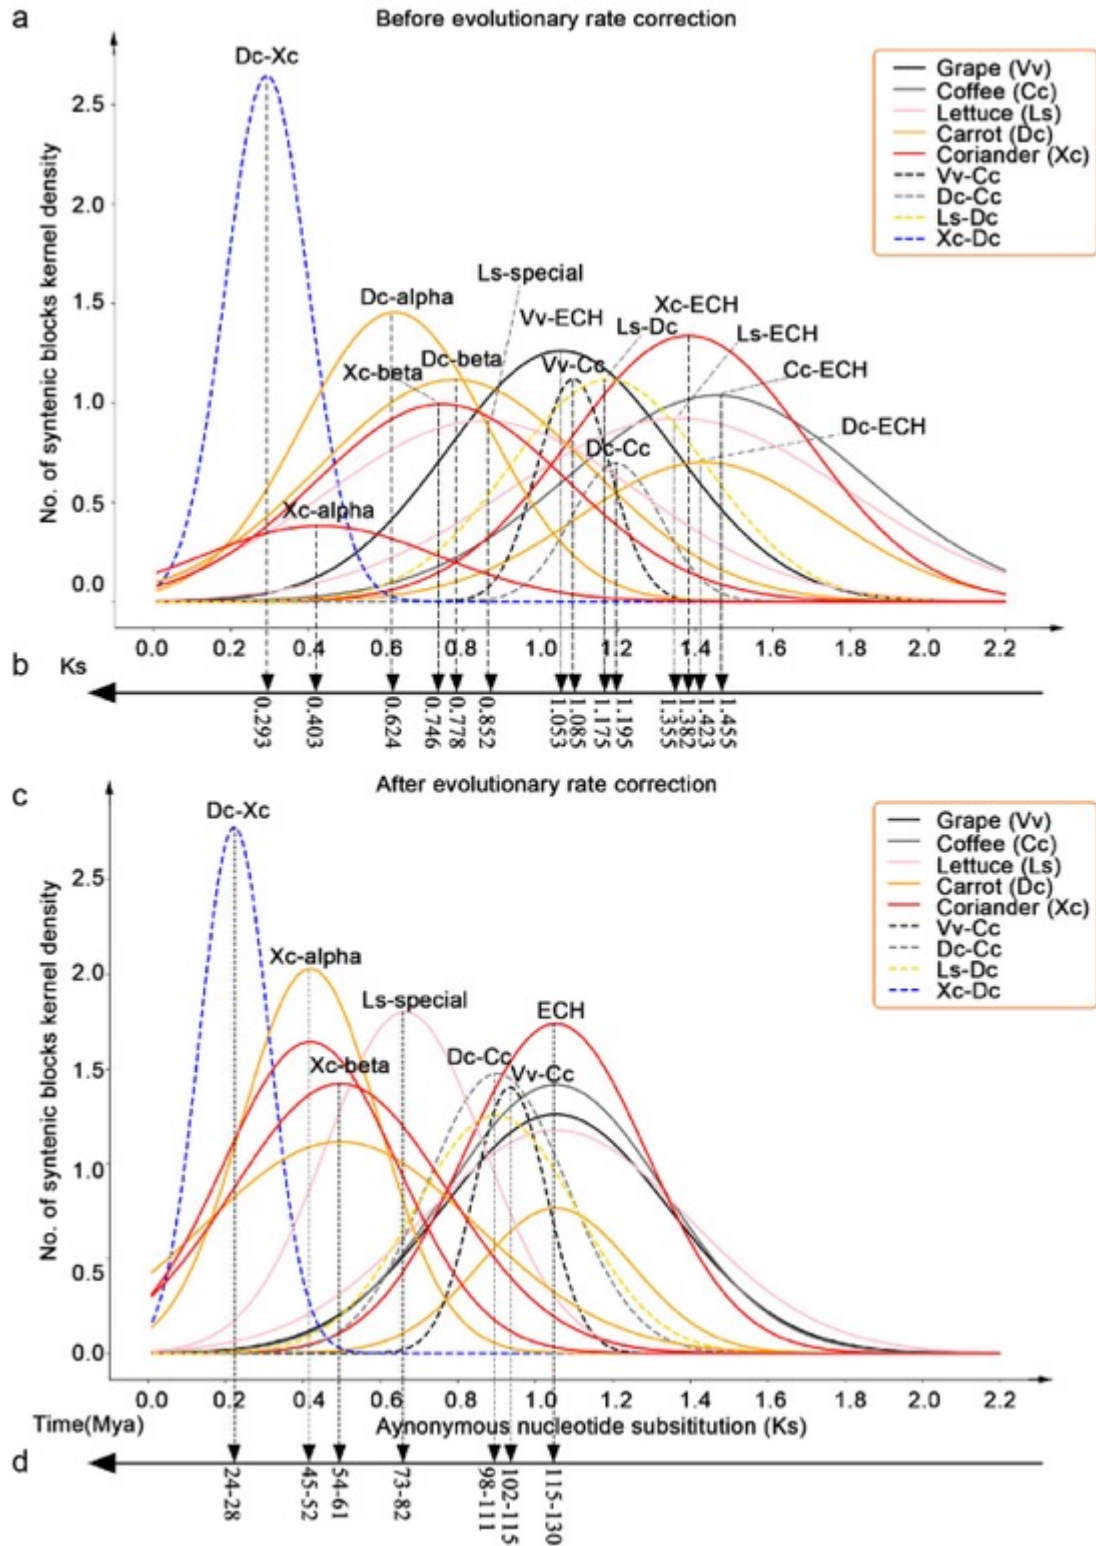 a
Before evolutionary rate correction
No. of syntenic blocks kernel density
2.5
2.0
1.5
1.0
0.5
0.0
Dc-Xc
Dc-alpha
Ls-special
Vv-ECH
Xc-ECH
Ls-Dc
Ls-ECH
Xc-beta
Dc-beta
Vv-Cc
Cc-ECH
Dc-Cc
Dc-ECH
Xc-alpha
Grape (Vv)
Coffee (Cc)
Lettuce (Ls)
Carrot (Dc)
Coriander (Xc)
Vv-Cc
Dc-Cc
Ls-Dc
Xc-Dc
0.0 0.2 0.4 0.6 0.8 1.0 1.2 1.4 1.6 1.8 2.0 2.2
b
Ks
0.293
0.403
0.624
0.746
0.778
0.852
1.053
1.085
1.175
1.195
1.355
1.382
1.423
1.455
c
After evolutionary rate correction
No. of syntenic blocks kernel density
2.5
2.0
1.5
1.0
0.5
0.0
Dc-Xc
Xc-alpha
Ls-special
ECH
Xc-beta
Dc-Cc
Vv-Cc
Grape (Vv)
Coffee (Cc)
Lettuce (Ls)
Carrot (Dc)
Coriander (Xc)
Vv-Cc
Dc-Cc
Ls-Dc
Xc-Dc
0.0 0.2 0.4 0.6 0.8 1.0 1.2 1.4 1.6 1.8 2.0 2.2
Time(Mya)
Aynonymous nucleotide subsititution (Ks)
d
24-28
45-52
54-61
73-82
98-111
102-115
115-130